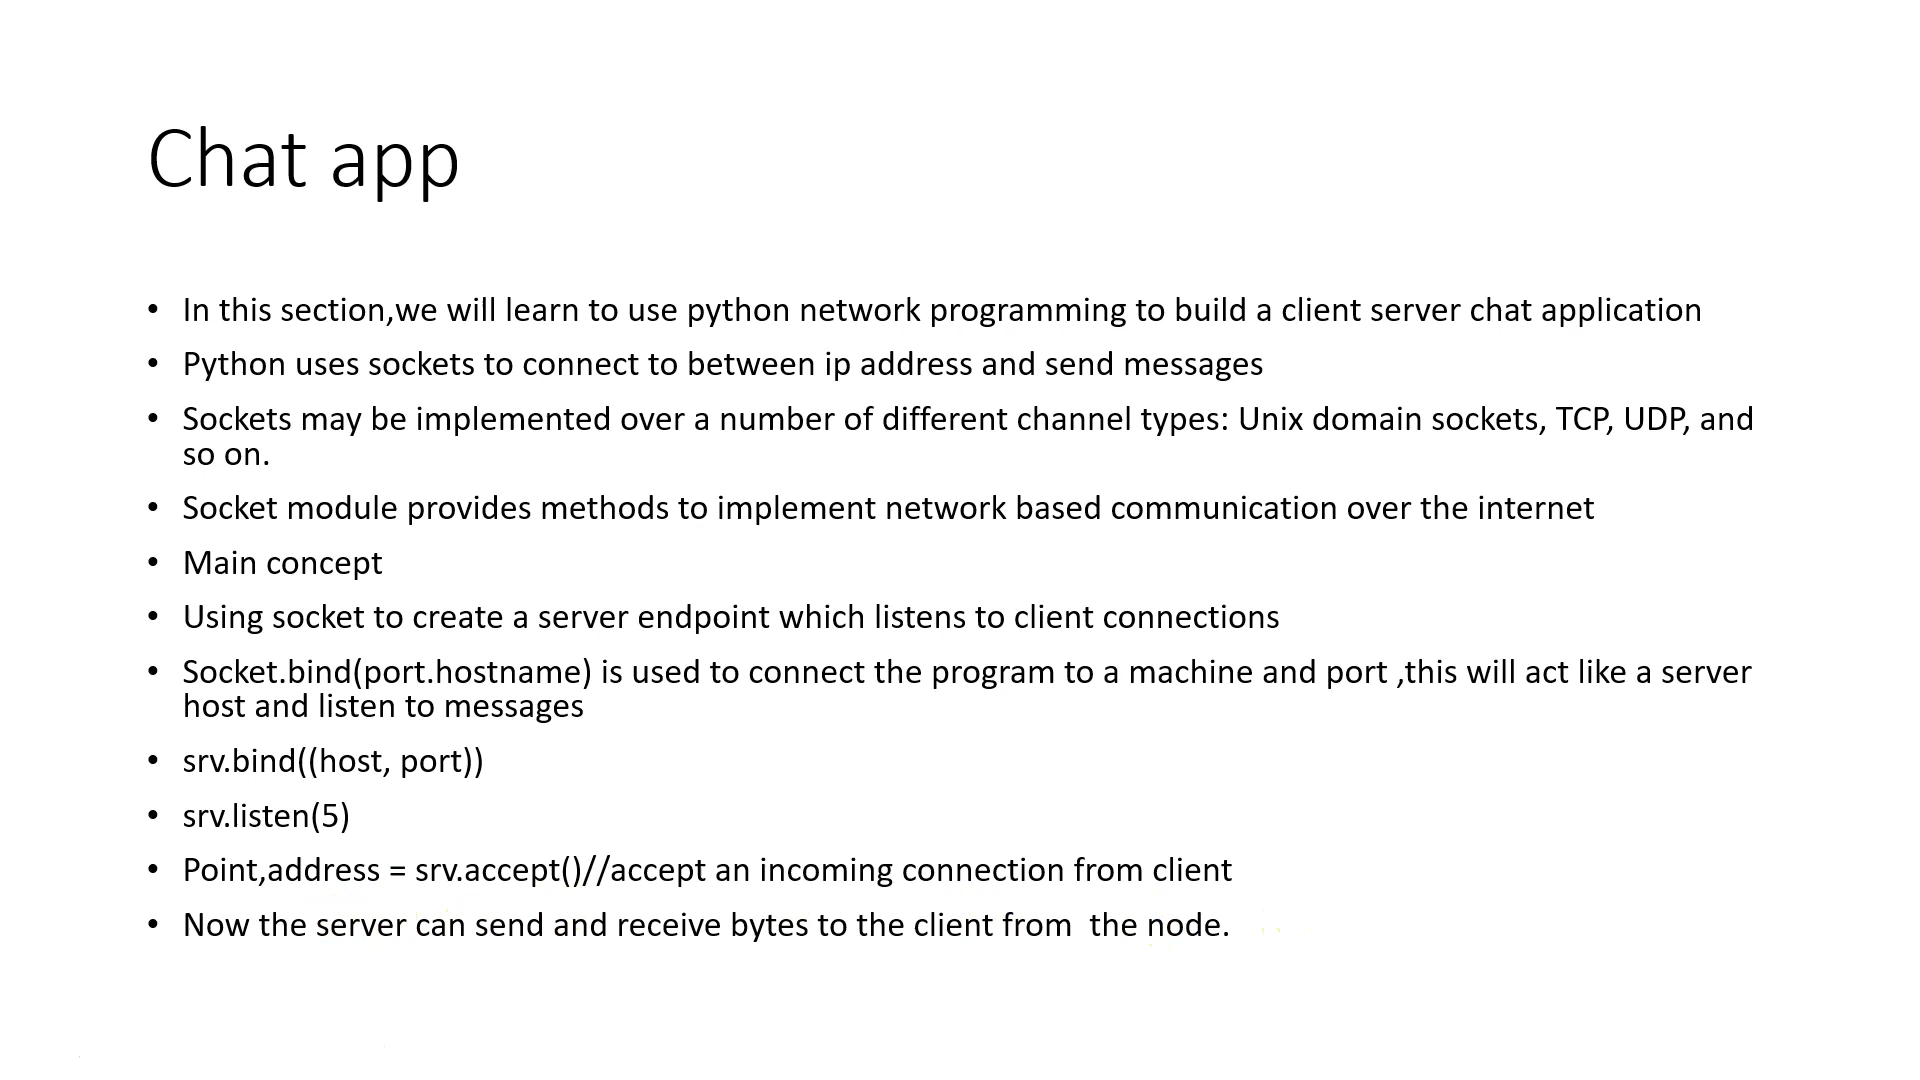 Chat app
• In this section,we will learn to use python network programming to build a client server chat application
• Python uses sockets to connect to between ip address and send messages
• Sockets may be implemented over a number of different channel types: Unix domain sockets, TCP, UDP, and
so on.
• Socket module provides methods to implement network based communication over the internet
• Main concept
• Using socket to create a server endpoint which listens to client connections
• Socket.bind(port.hostname) is used to connect the program to a machine and port ,this will act like a server
host and listen to messages
• srv.bind((host, port))
• srv.listen(5)
• Point,address = srv.accept()//accept an incoming connection from client
• Now the server can send and receive bytes to the client from  the node.